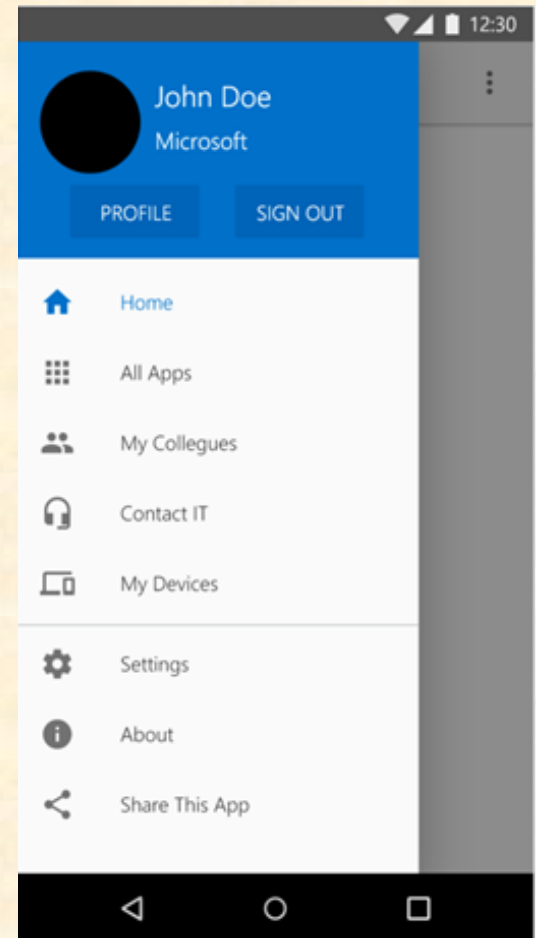 12:30
John Doe
Microsoft
PROFILE SIGN OUT
Home
All Apps
My Collegues
Contact IT
My Devices
Settings
About
Share This App